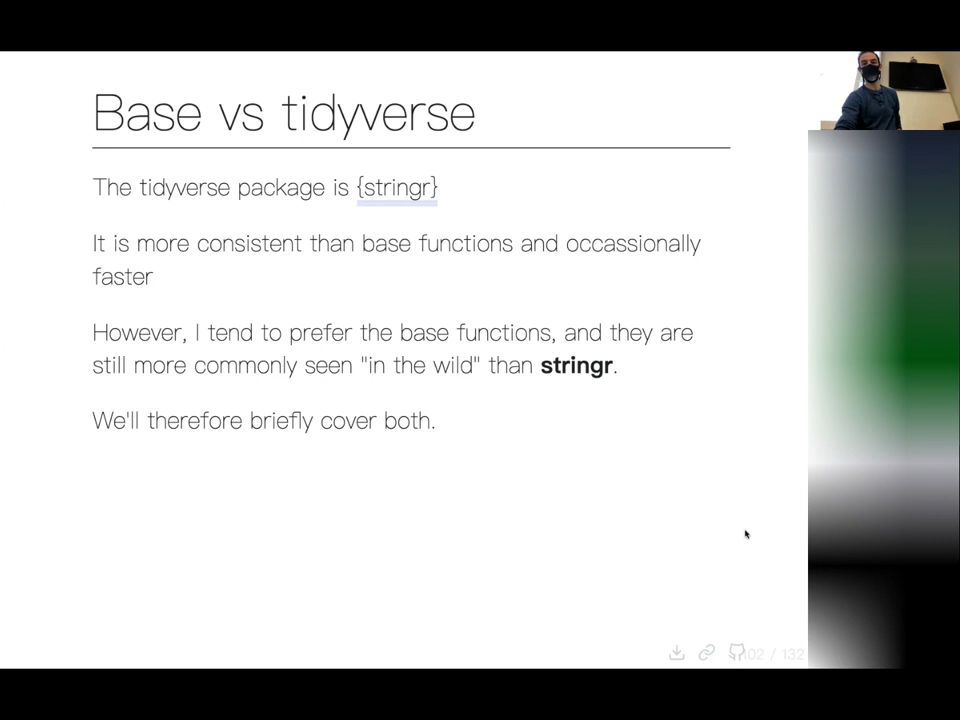 Base vs tidyverse
The tidyverse package is {stringr}
It is more consistent than base functions and occassionally
faster
However, I tend to prefer the base functions, and they are
still more commonly seen "in the wild" than stringr.
We'll therefore briefly cover both.
102 / 132